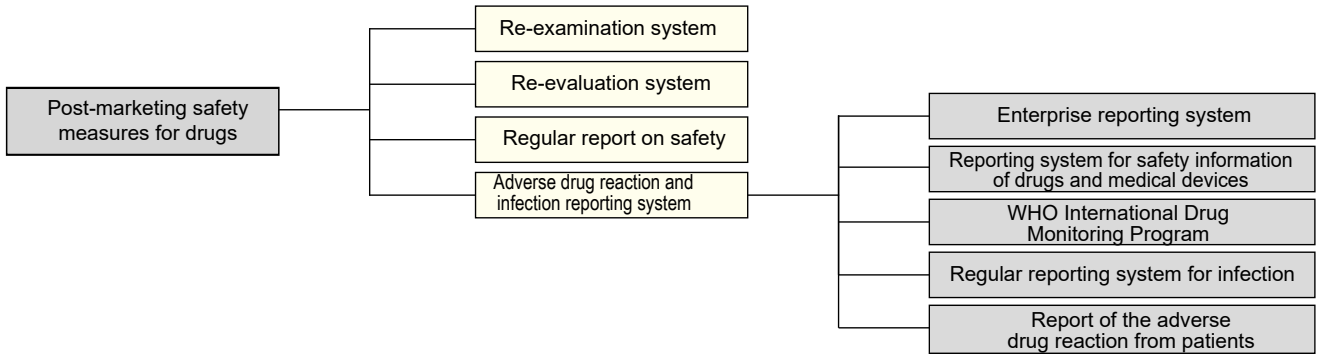 Post-marketing safety
measures for drugs
Re-examination system
Re-evaluation system
Regular report on safety
Adverse drug reaction and
infection reporting system
Enterprise reporting system
Reporting system for safety information
of drugs and medical devices
WHO International Drug
Monitoring Program
Regular reporting system for infection
Report of the adverse
drug reaction from patients